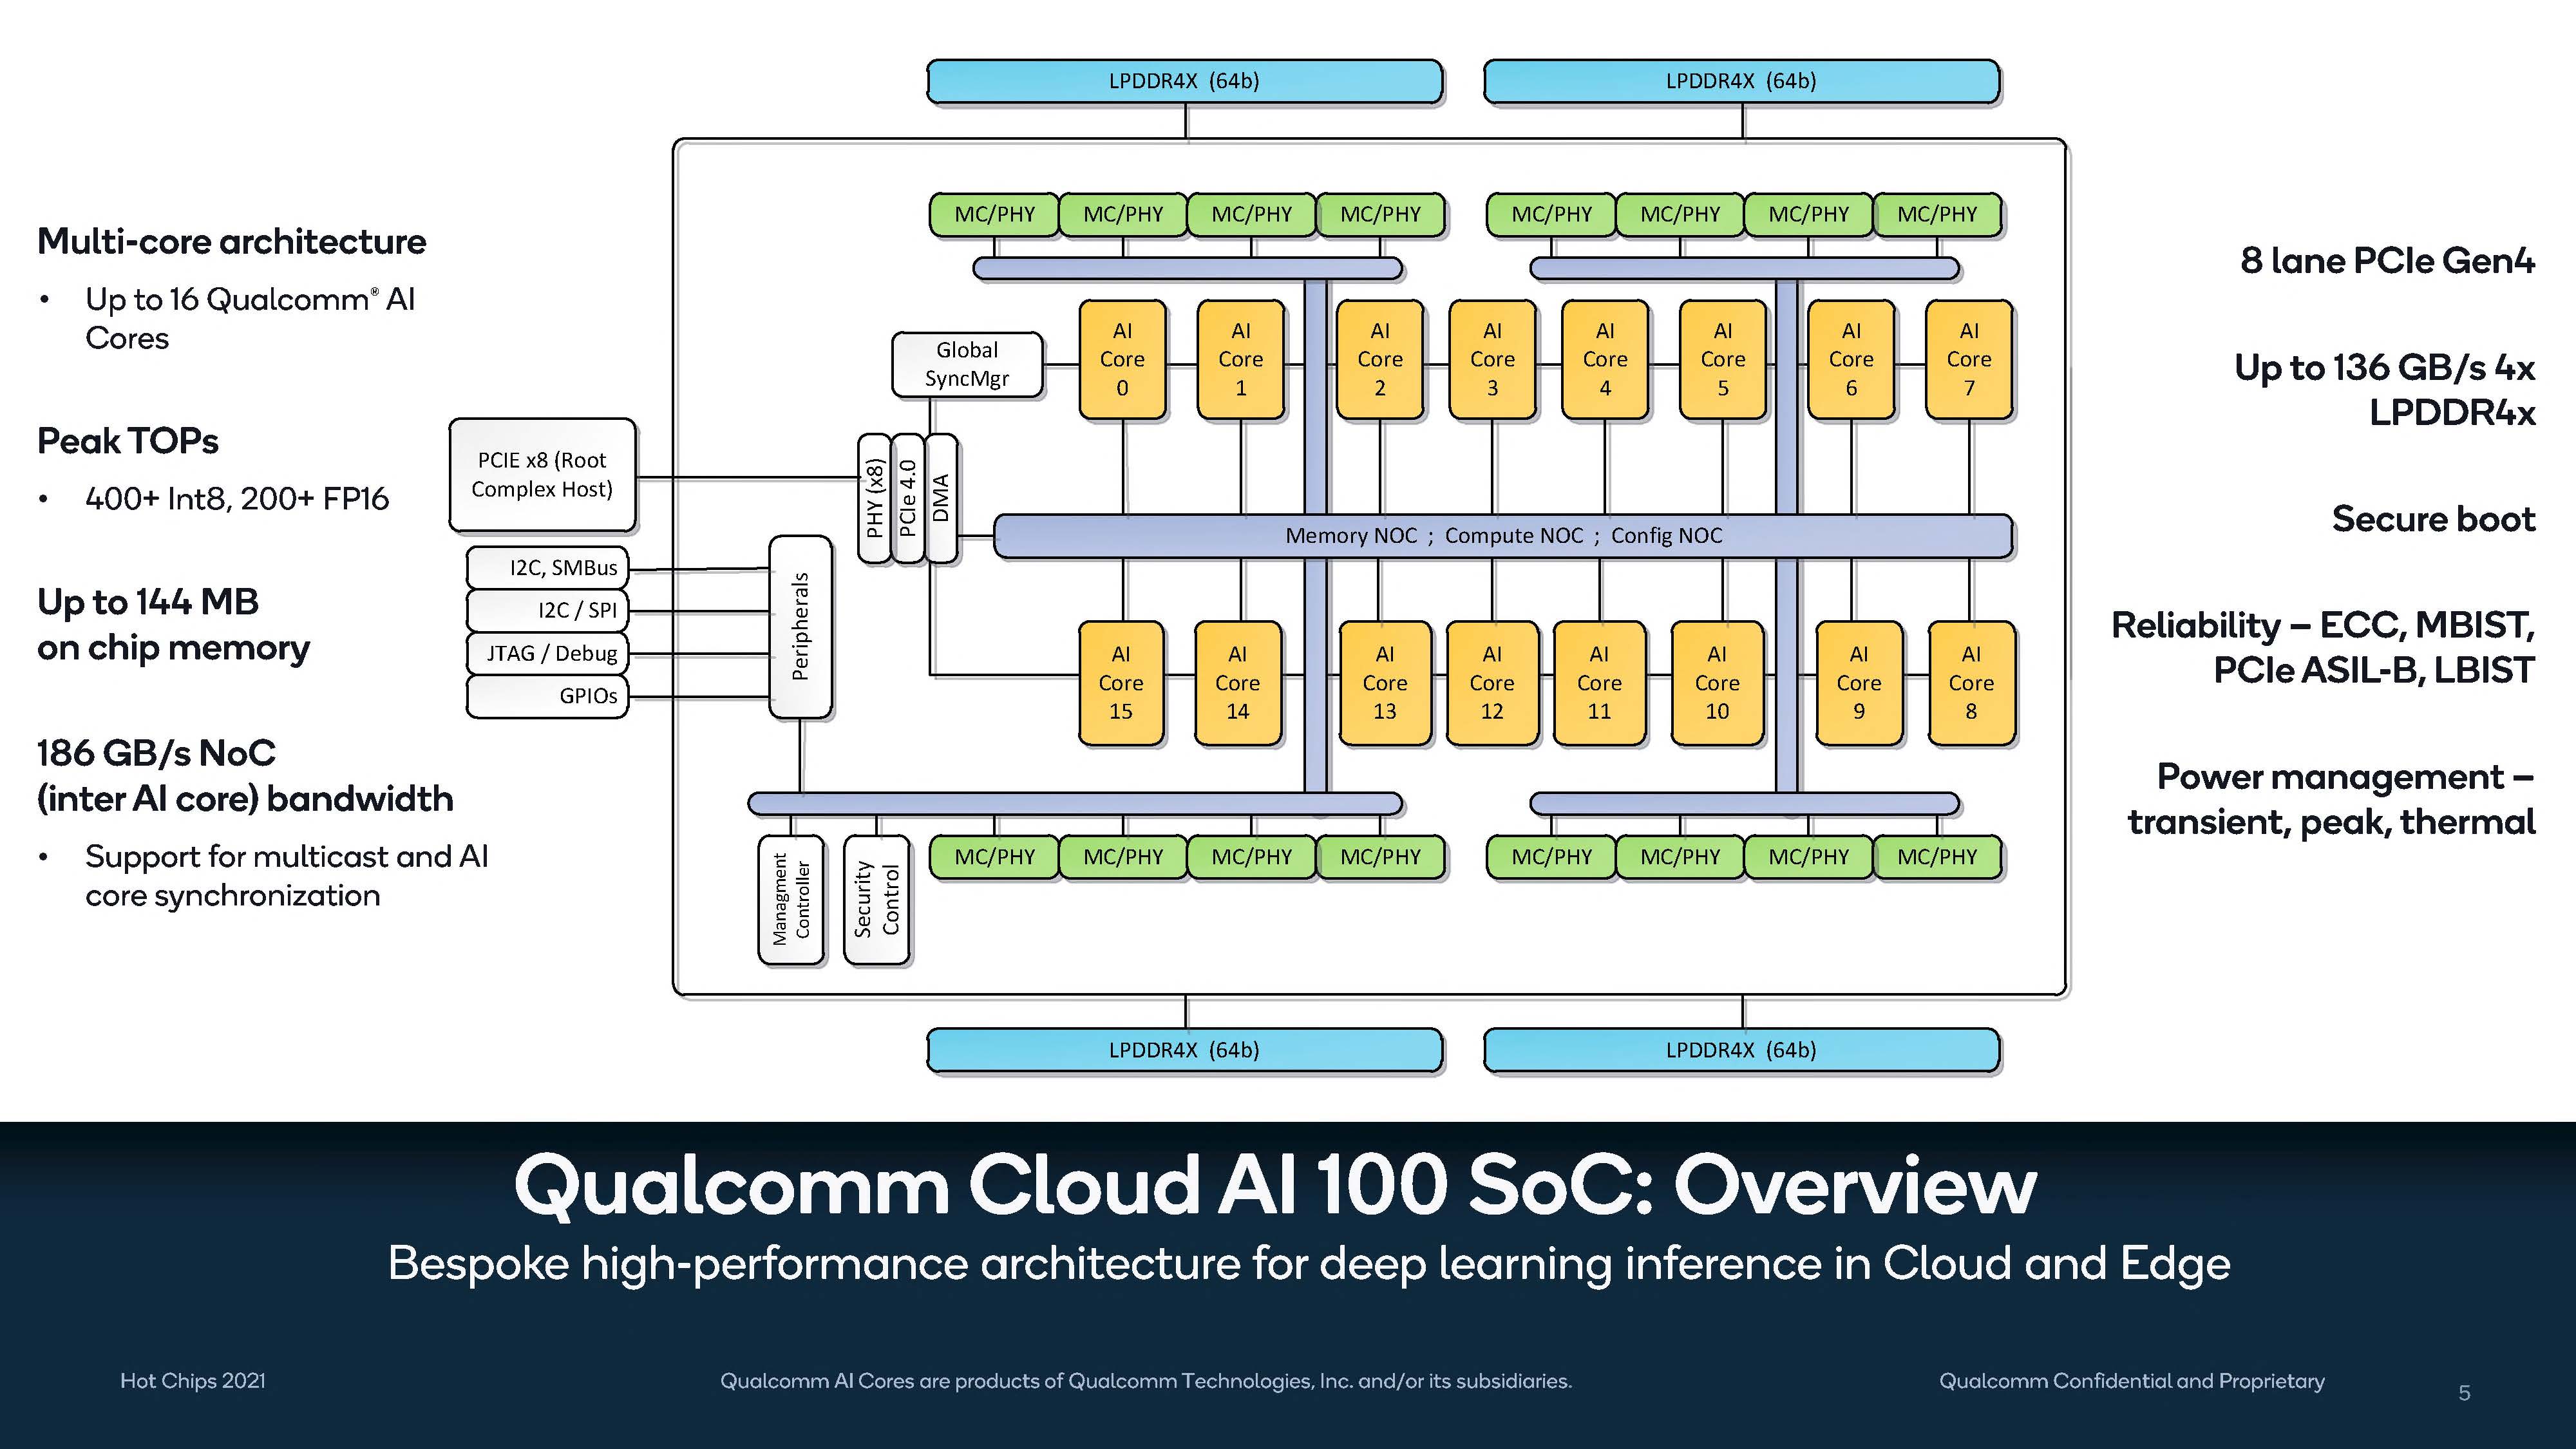 LPDDR4X (64b)
LPDDR4X (64b)
Multi-core architecture
• Up to 16 Qualcomm® AI
Cores
Peak TOPs
• 400+ Int8, 200+ FP16
Up to 144 MB
on chip memory
186 GB/s NoC
(inter AI core) bandwidth
• Support for multicast and AI
core synchronization
MC/PHY
MC/PHY
MC/PHY
MC/PHY
MC/PHY
MC/PHY
MC/PHY
MC/PHY
Global
SyncMgr
AI
Core
0
AI
Core
1
AI
Core
2
AI
Core
3
AI
Core
4
AI
Core
5
AI
Core
6
AI
Core
7
PCIE x8 (Root
Complex Host)
PHY (x8)
PCIe 4.0
DMA
Memory NOC ; Compute NOC ; Config NOC
I2C, SMBus
I2C / SPI
JTAG / Debug
GPIOs
Peripherals
AI
Core
15
AI
Core
14
AI
Core
13
AI
Core
12
AI
Core
11
AI
Core
10
AI
Core
9
AI
Core
8
Managment
Controller
Security
Control
MC/PHY
MC/PHY
MC/PHY
MC/PHY
MC/PHY
MC/PHY
MC/PHY
MC/PHY
LPDDR4X (64b)
LPDDR4X (64b)
8 lane PCIe Gen4
Up to 136 GB/s 4x
LPDDR4x
Secure boot
Reliability – ECC, MBIST,
PCIe ASIL-B, LBIST
Power management –
transient, peak, thermal
Qualcomm Cloud AI 100 SoC: Overview
Bespoke high-performance architecture for deep learning inference in Cloud and Edge
Hot Chips 2021
Qualcomm AI Cores are products of Qualcomm Technologies, Inc. and/or its subsidiaries.
Qualcomm Confidential and Proprietary
5